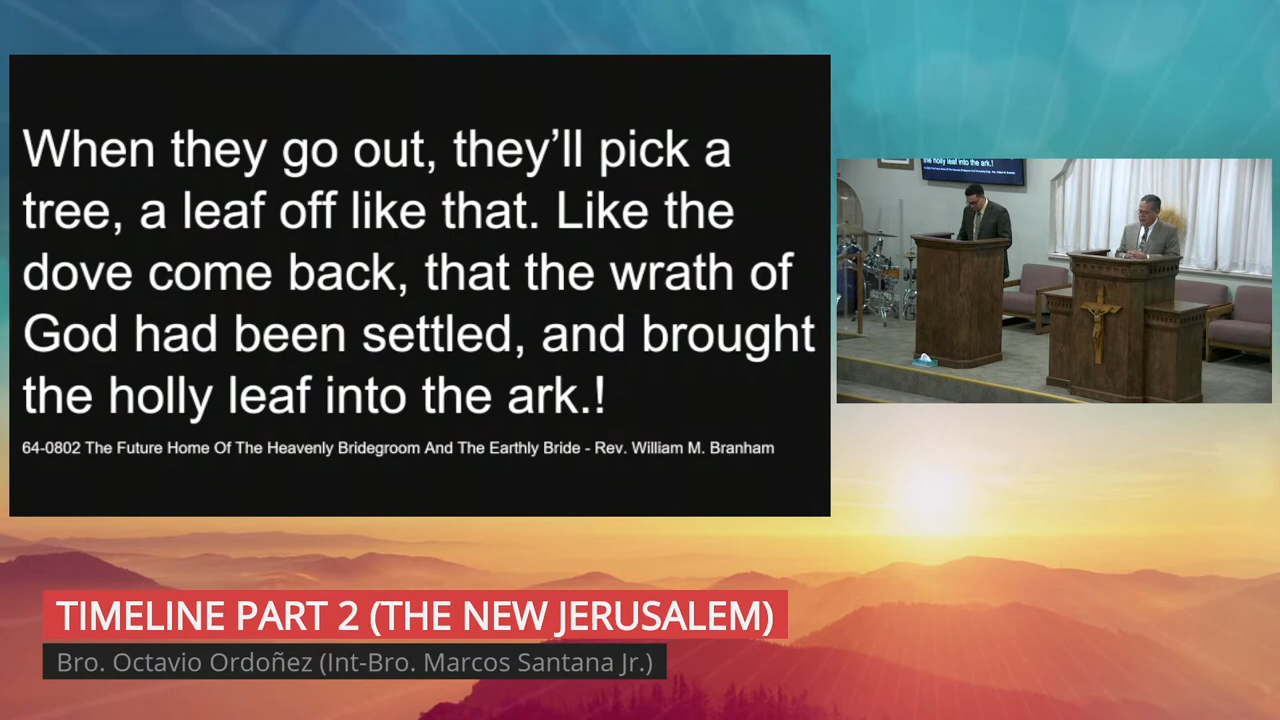 When they go out, they’ll pick a
tree, a leaf off like that. Like the
dove come back, that the wrath of
God had been settled, and brought
the holly leaf into the ark.!
64-0802 The Future Home Of The Heavenly Bridegroom And The Earthly Bride - Rev. William M. Branham
the holly leaf into the ark.!
TIMELINE PART 2 (THE NEW JERUSALEM)
Bro. Octavio Ordoñez (Int-Bro. Marcos Santana Jr.)